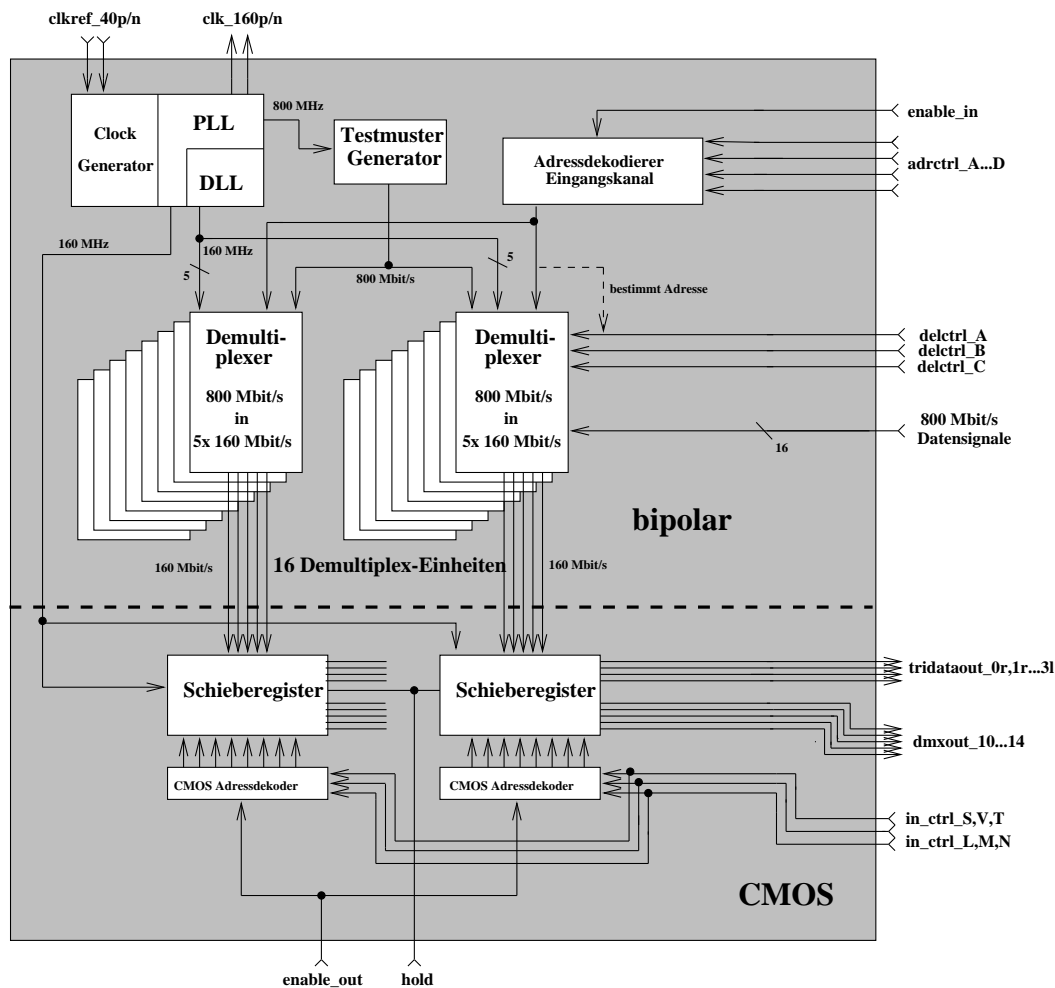 clkref_40p/n
clk_160p/n
Clock
Generator
PLL
DLL
800 MHz
Testmuster
Generator
Adressdekodierer
Eingangskanal
enable_in
adrctrl_A...D
160 MHz
160 MHz
5
5
800 Mbit/s
bestimmt Adresse
Demulti-
plexer
800 Mbit/s
in
5x 160 Mbit/s
Demulti-
plexer
800 Mbit/s
in
5x 160 Mbit/s
delctrl_A
delctrl_B
delctrl_C
800 Mbit/s
Datensignale
16
bipolar
16 Demultiplex-Einheiten
160 Mbit/s
160 Mbit/s
Schieberegister
Schieberegister
tridataout_0r,1r...3l
dmxout_10...14
CMOS Adressdekoder
CMOS Adressdekoder
in_ctrl_S,V,T
in_ctrl_L,M,N
CMOS
enable_out
hold